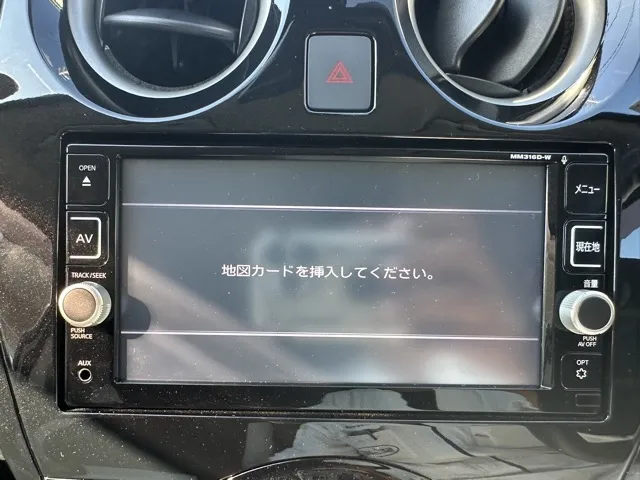 MM316D-W
OPEN
AV
TRACK/SEEK
PUSH
SOURCE
AUX
地図カードを挿入してください。
メニュー
現在地
音量
PUSH
AV OFF
OPT